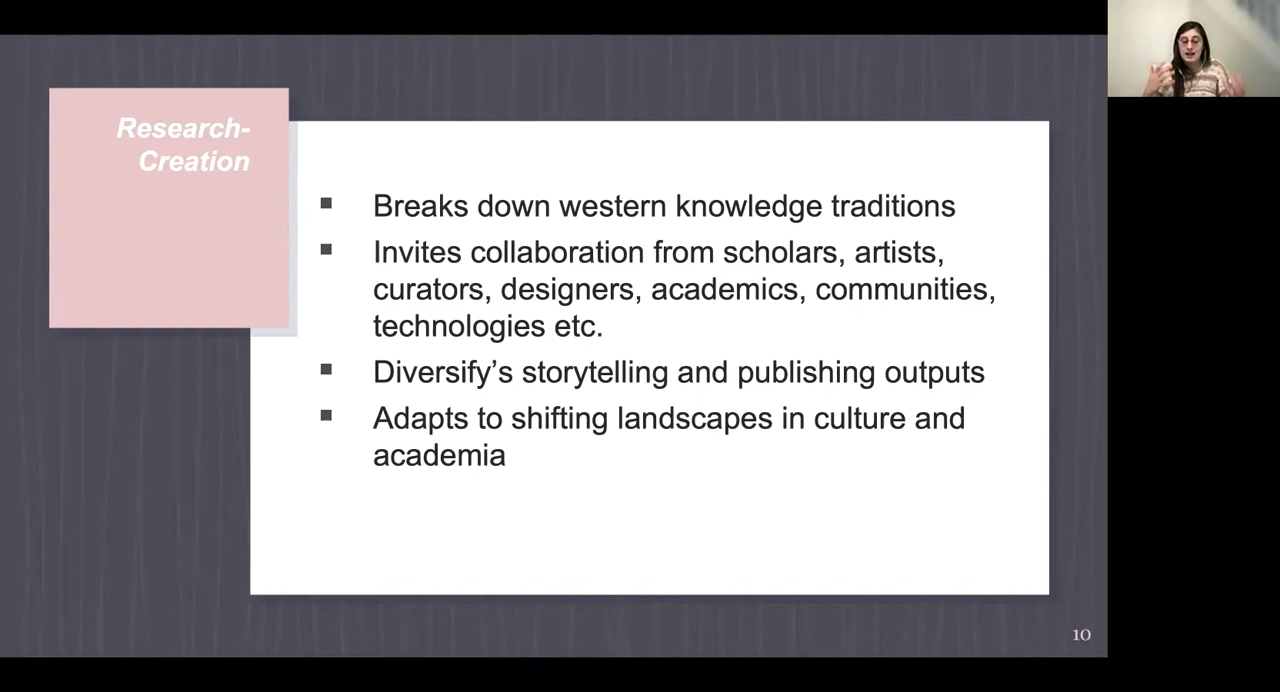 Research-
Creation
▪ Breaks down western knowledge traditions
▪ Invites collaboration from scholars, artists,
curators, designers, academics, communities,
technologies etc.
▪ Diversify’s storytelling and publishing outputs
▪ Adapts to shifting landscapes in culture and
academia
10